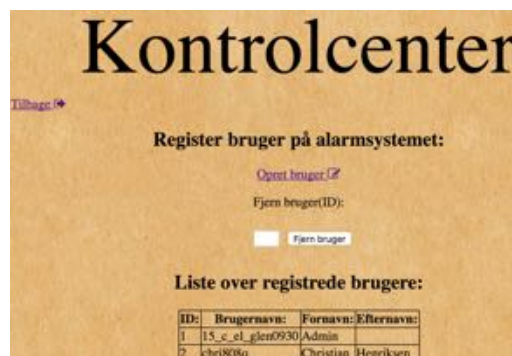 Kontrolcenter
Tilbage
Register bruger på alarmsystemet:
Opret bruger
Fjern bruger(ID):
Fjern bruger
Liste over registrede brugere:
ID: Brugernavn: Fornavn: Efternavn:
1 15_c_el_glen0930 Admin
2 chri808q Christian Henriksen